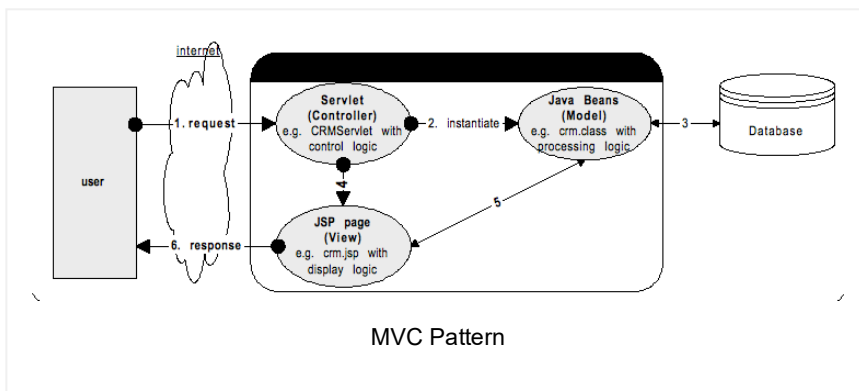 internet
user
1. request
Servlet
(Controller)
e.g. CRMServlet with
control logic
2. instantiate
Java Beans
(Model)
e.g. crm.class with
processing logic
3
Database
4
5
JSP page
(View)
e.g. crm.jsp with
display logic
6. response
MVC Pattern